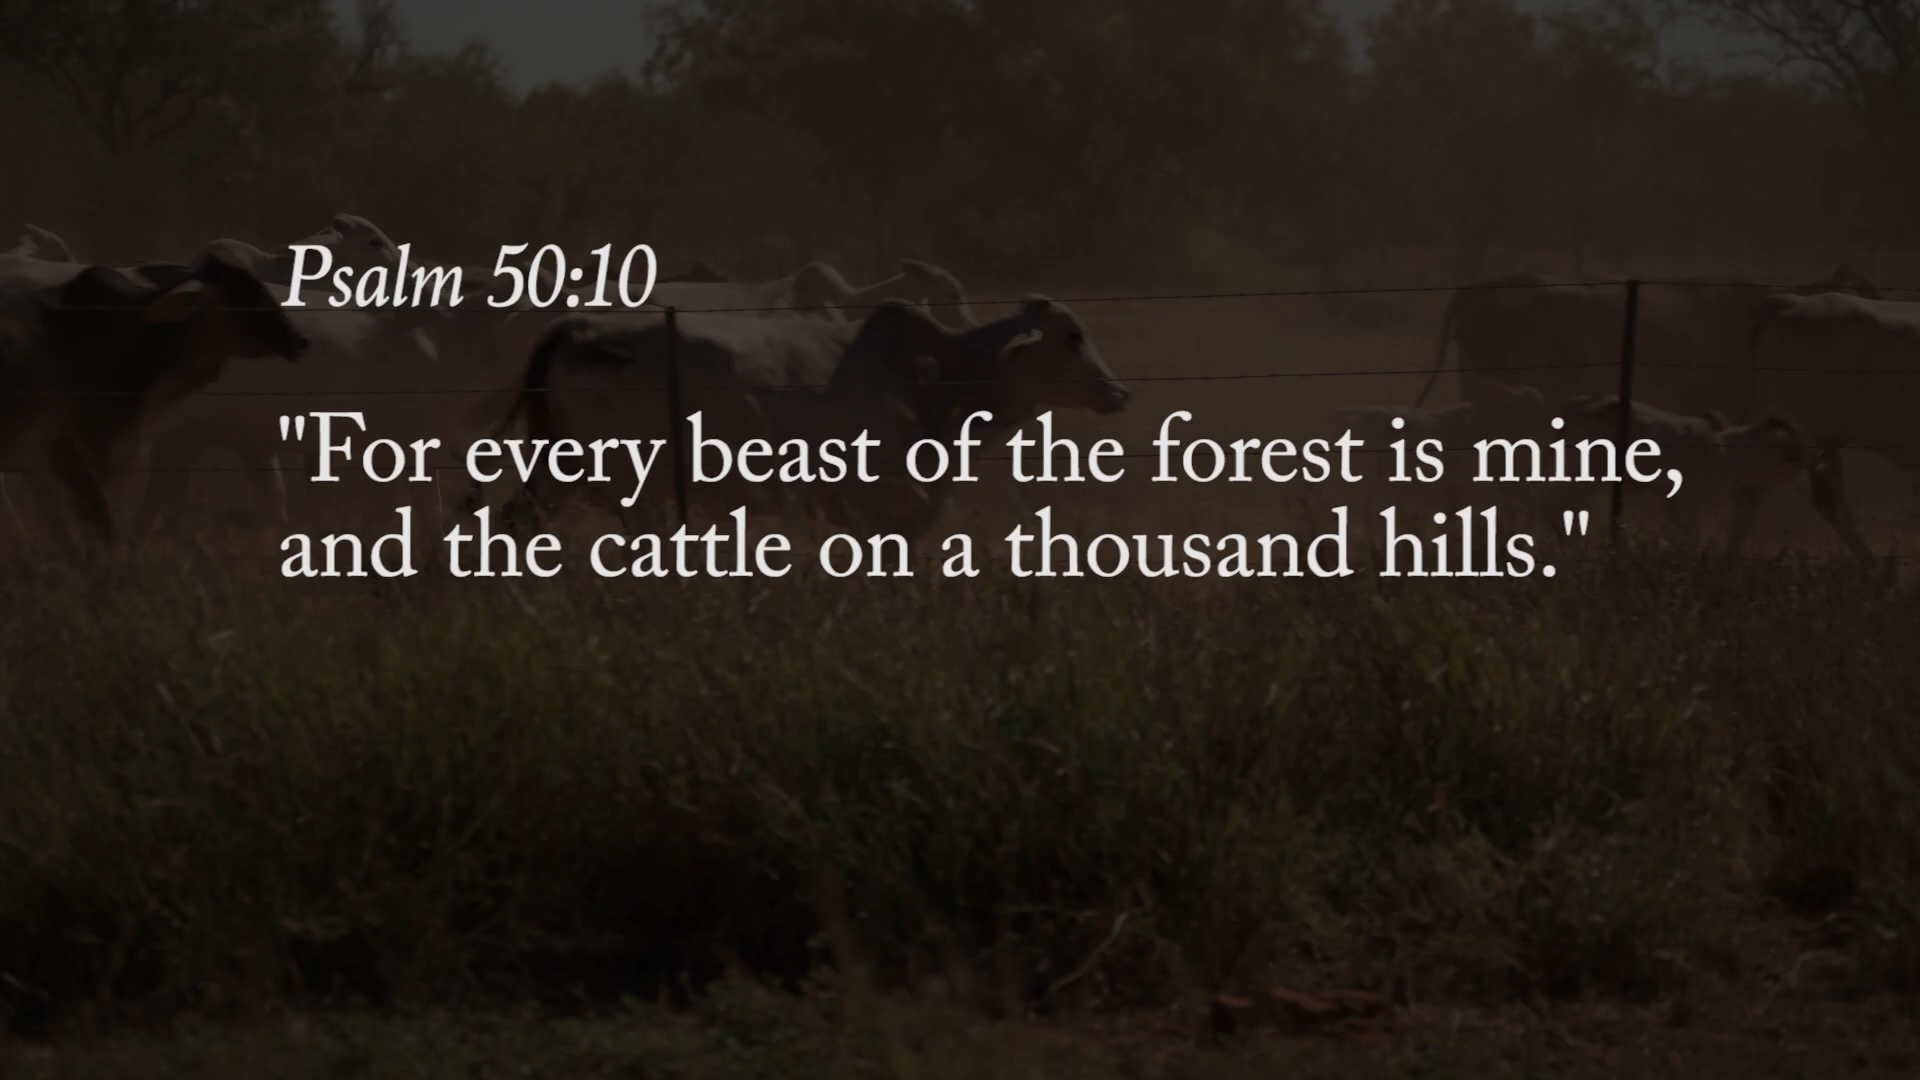 Psalm 50:10
"For every beast of the forest is mine,
and the cattle on a thousand hills."